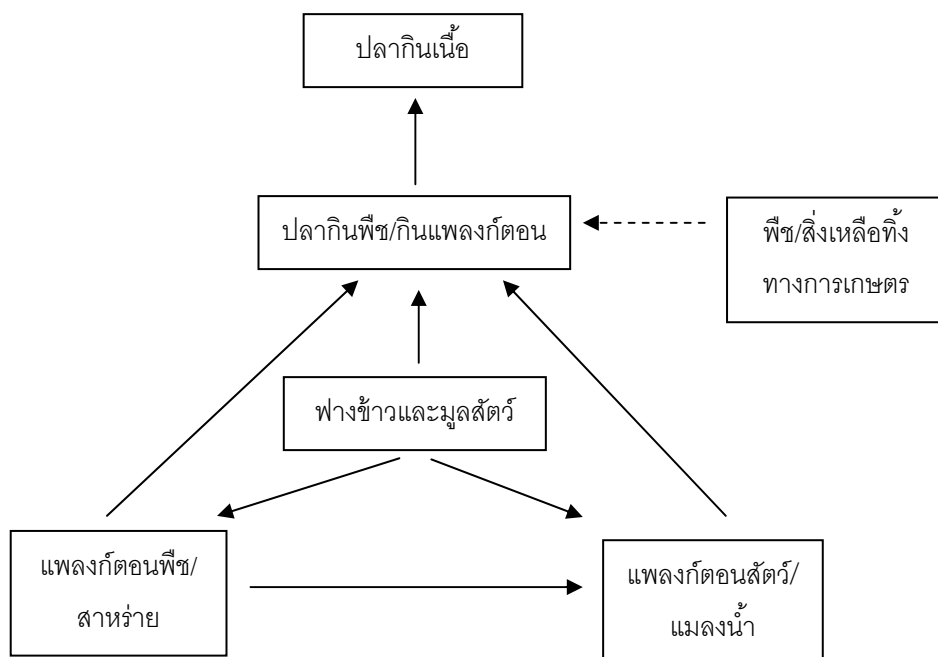 ปลากินเนื้อ
ปลากินพืช/กินแพลงก์ตอน
พืช/สิ่งเหลือทิ้ง
ทางการเกษตร
ฟางข้าวและมูลสัตว์
แพลงก์ตอนพืช/
สาหร่าย
แพลงก์ตอนสัตว์/
แมลงน้ำ